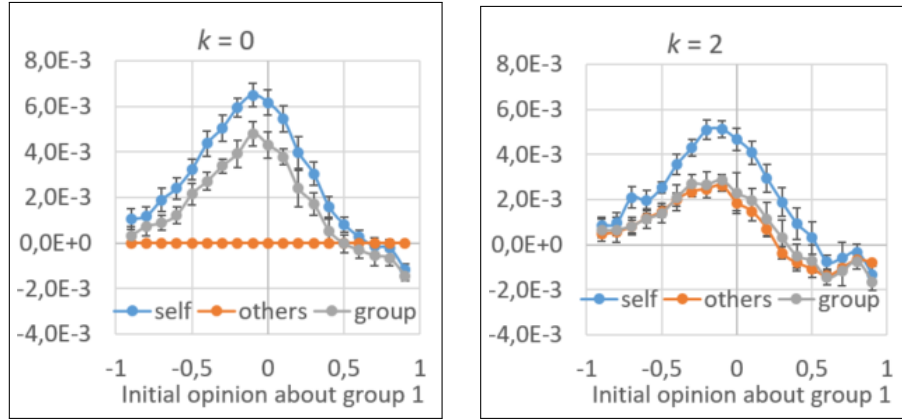 k = 0
8,0E-3
6,0E-3
4,0E-3
2,0E-3
0,0E+0
-2,0E-3
-4,0E-3
self others group
-1 -0,5 0 0,5 1
Initial opinion about group 1
k = 2
8,0E-3
6,0E-3
4,0E-3
2,0E-3
0,0E+0
-2,0E-3
-4,0E-3
self others group
-1 -0,5 0 0,5 1
Initial opinion about group 1